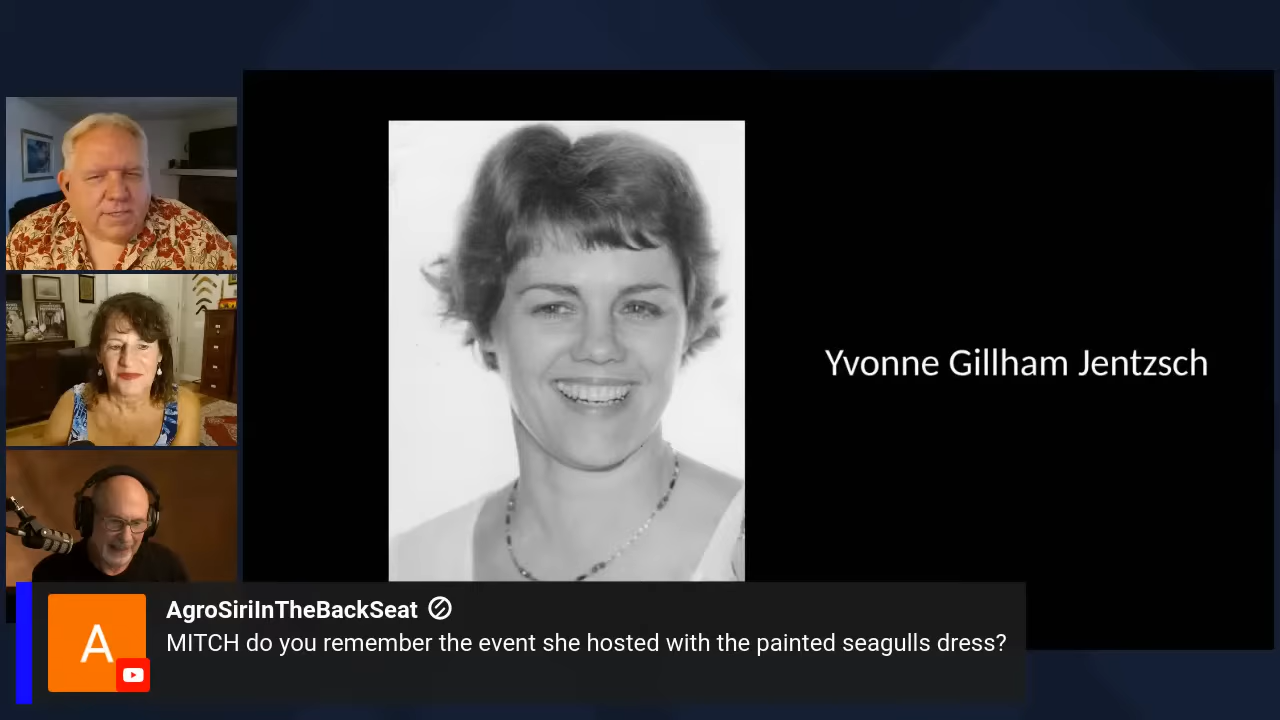 Yvonne Gillham Jentzsch
A
AgroSiriInTheBackSeat
MITCH do you remember the event she hosted with the painted seagulls dress?